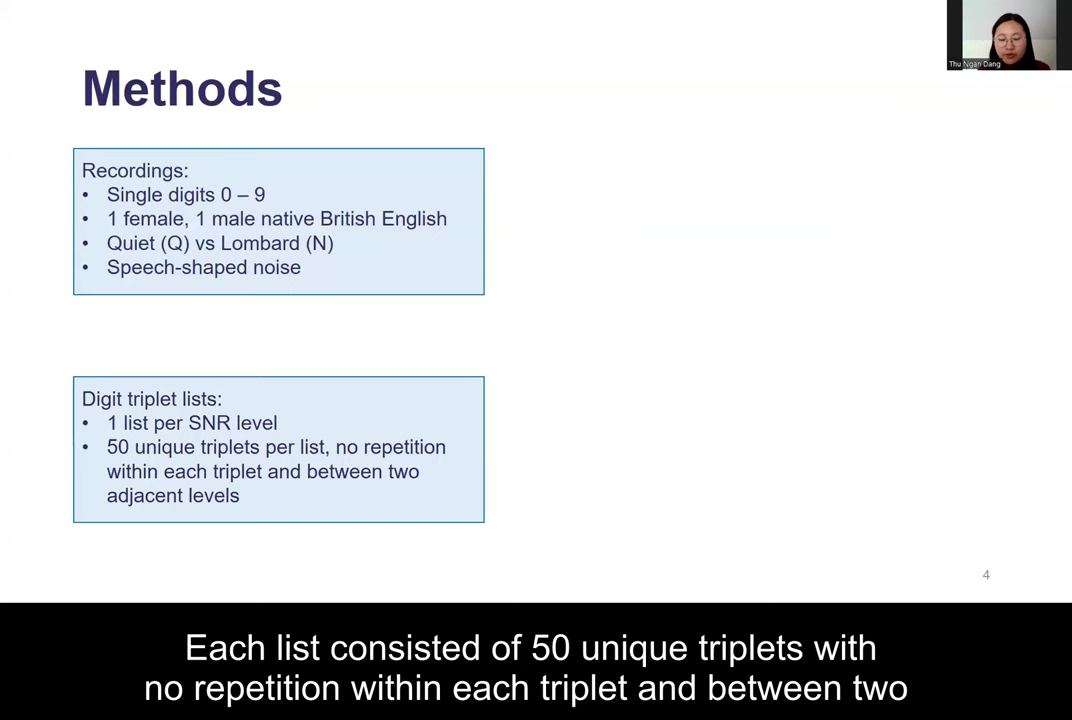 Thu Ngan Dang
Methods
Recordings:
• Single digits 0 – 9
• 1 female, 1 male native British English
• Quiet (Q) vs Lombard (N)
• Speech-shaped noise
Digit triplet lists:
• 1 list per SNR level
• 50 unique triplets per list, no repetition
within each triplet and between two
adjacent levels
4
Each list consisted of 50 unique triplets with
no repetition within each triplet and between two